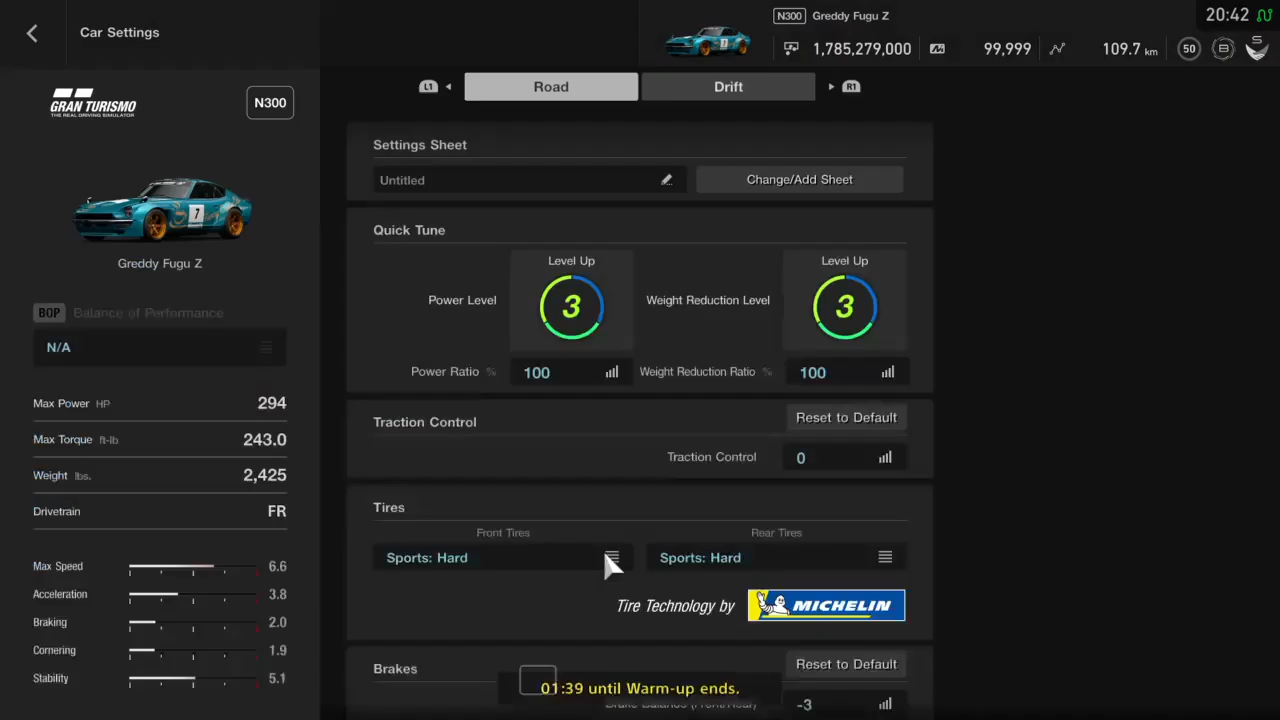 Car Settings
N300 Greddy Fugu Z
20:42
1,785,279,000
99,999
109.7 km
50
B
S
GRAN TURISMO
THE REAL DRIVING SIMULATOR
N300
7
Greddy Fugu Z
BOP Balance of Performance
N/A
Max Power HP 294
Max Torque ft-lb 243.0
Weight lbs. 2,425
Drivetrain FR
Max Speed 6.6
Acceleration 3.8
Braking 2.0
Cornering 1.9
Stability 5.1
L1 Road Drift R1
Settings Sheet
Untitled Change/Add Sheet
Quick Tune
Level Up Level Up
Power Level 3 Weight Reduction Level 3
Power Ratio % 100 Weight Reduction Ratio % 100
Traction Control Reset to Default
Traction Control 0
Tires
Front Tires Rear Tires
Sports: Hard Sports: Hard
Tire Technology by MICHELIN
Brakes Reset to Default
01:39 until Warm-up ends.
Brake Balance (Front/Rear) -3